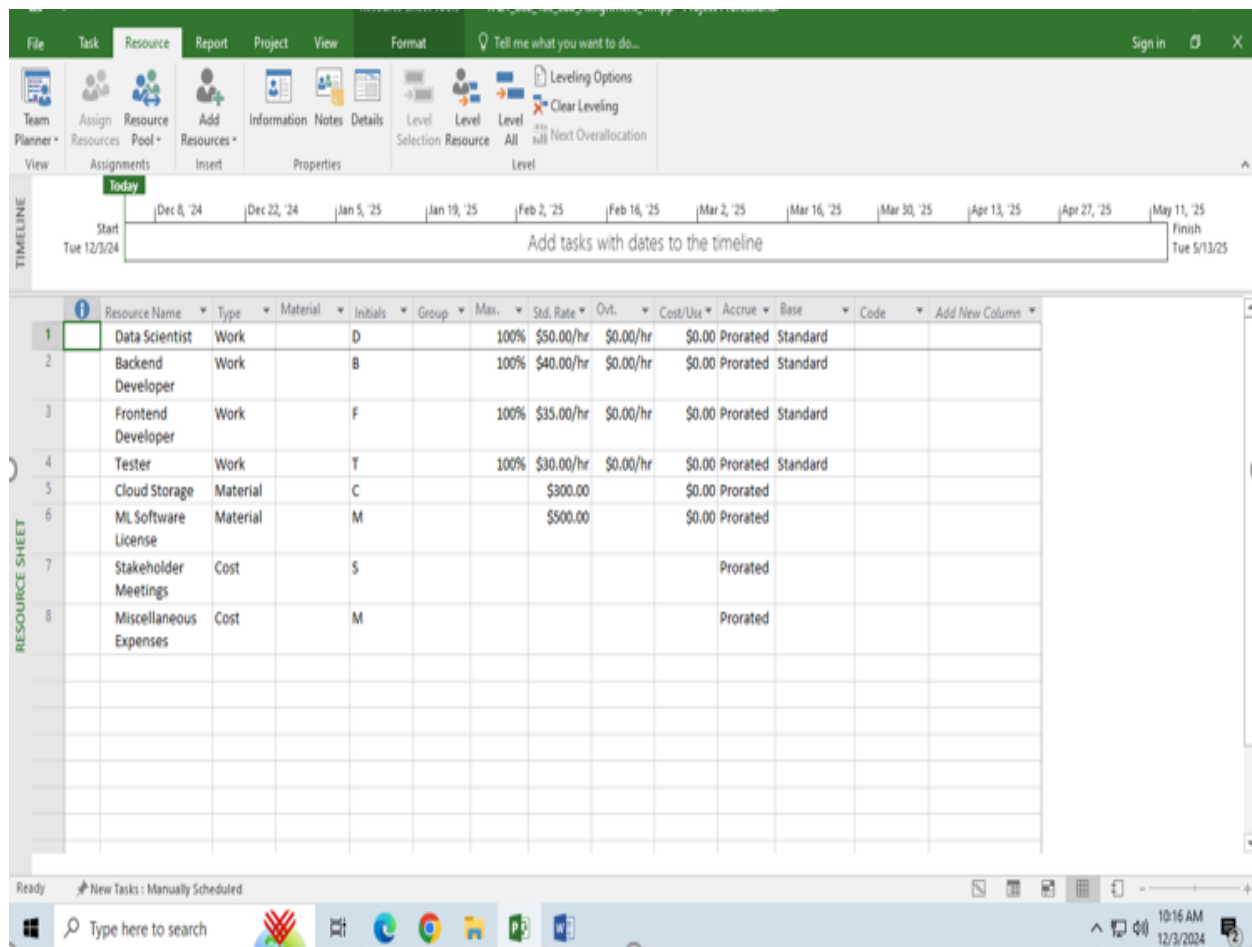 File Task Resource Report Project View Format Tell me what you want to do... Sign in
Team Planner Assign Resources Resource Pool Add Resources Information Notes Details Level Selection Level Resource Level All Leveling Options
Clear Leveling
Next Overallocation
View Assignments Insert Properties Level
Today
Dec 8, '24 Dec 22, '24 Jan 5, '25 Jan 19, '25 Feb 2, '25 Feb 16, '25 Mar 2, '25 Mar 16, '25 Mar 30, '25 Apr 13, '25 Apr 27, '25 May 11, '25
TIMELINE
Start
Tue 12/3/24
Add tasks with dates to the timeline
Finish
Tue 5/13/25
Resource Name Type Material Initials Group Max. Std. Rate Ovt. Cost/Use Accrue Base Code Add New Column
1 Data Scientist Work D 100% $50.00/hr $0.00/hr $0.00 Prorated Standard
2 Backend Work B 100% $40.00/hr $0.00/hr $0.00 Prorated Standard
Developer
3 Frontend Work F 100% $35.00/hr $0.00/hr $0.00 Prorated Standard
Developer
4 Tester Work T 100% $30.00/hr $0.00/hr $0.00 Prorated Standard
5 Cloud Storage Material C $300.00 $0.00 Prorated
6 ML Software Material M $500.00 $0.00 Prorated
License
7 Stakeholder Cost S Prorated
Meetings
8 Miscellaneous Cost M Prorated
Expenses
RESOURCE SHEET
Ready New Tasks : Manually Scheduled
Type here to search
10:16 AM
12/3/2024
2